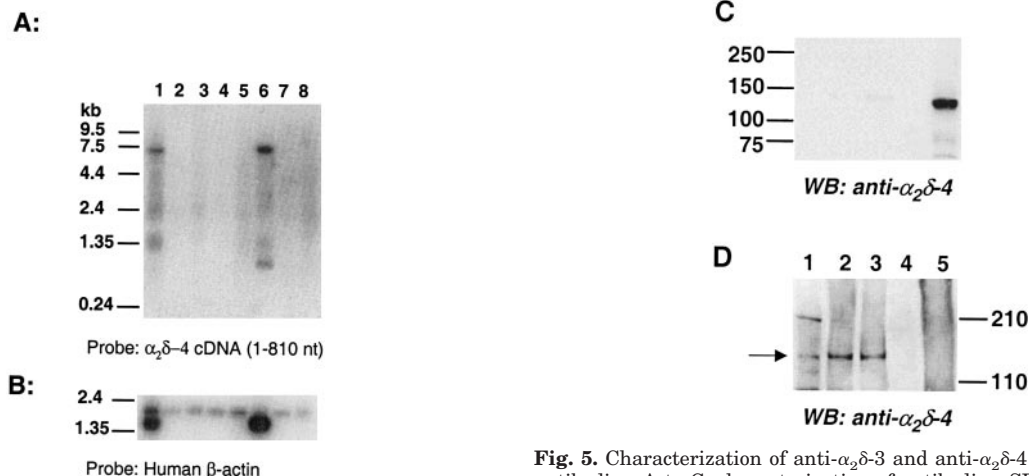 A:
1 2 3 4 5 6 7 8
kb
9.5
7.5
4.4
2.4
1.35
0.24
Probe: α₂δ–4 cDNA (1-810 nt)
B:
2.4
1.35
Probe: Human β-actin
C
250
150
100
75
WB: anti-α₂δ-4
D
1 2 3 4 5
210
110
WB: anti-α₂δ-4
Fig. 5. Characterization of anti-α₂δ-3 and anti-α₂δ-4